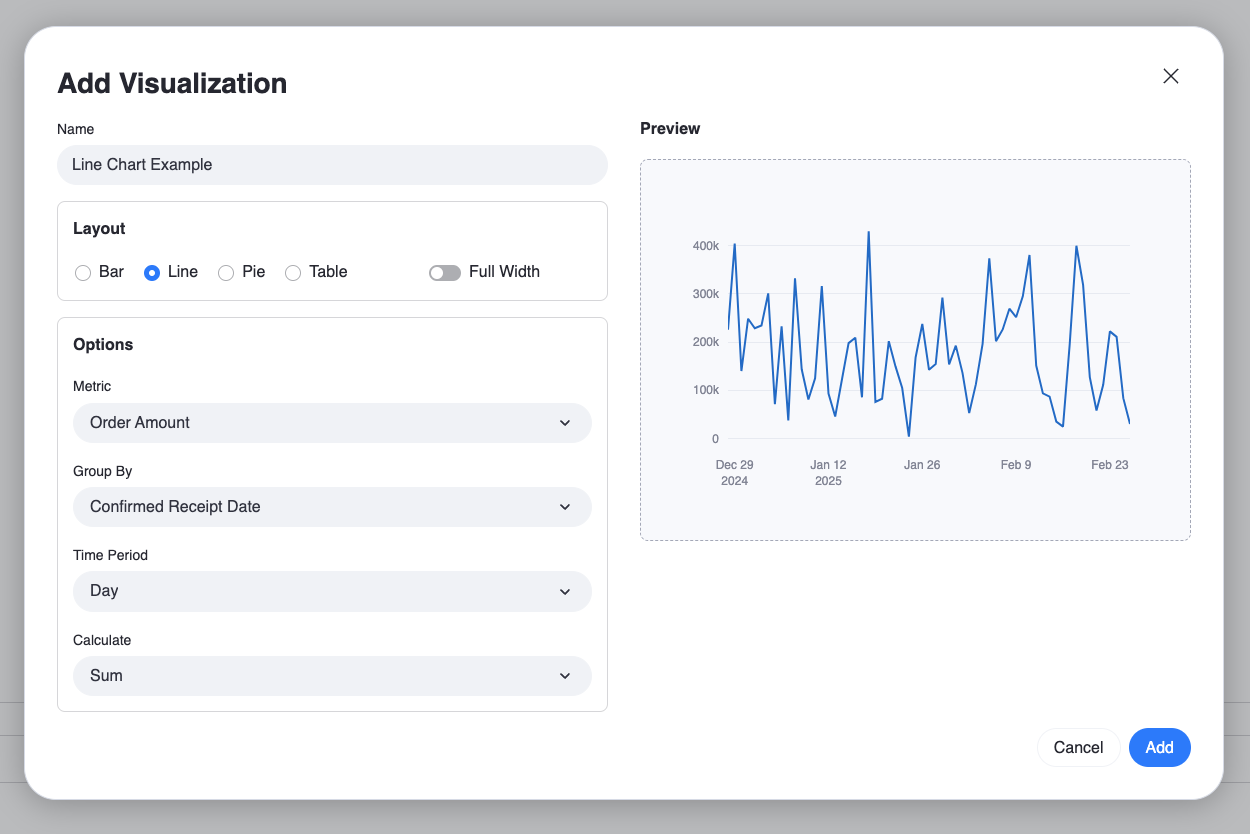 Add Visualization
Name
Line Chart Example
Layout
Bar
Line
Pie
Table
Full Width
Options
Metric
Order Amount
Group By
Confirmed Receipt Date
Time Period
Day
Calculate
Sum
Preview
400k
300k
200k
100k
0
Dec 29 Jan 12 Jan 26 Feb 9 Feb 23
2024 2025
Cancel
Add